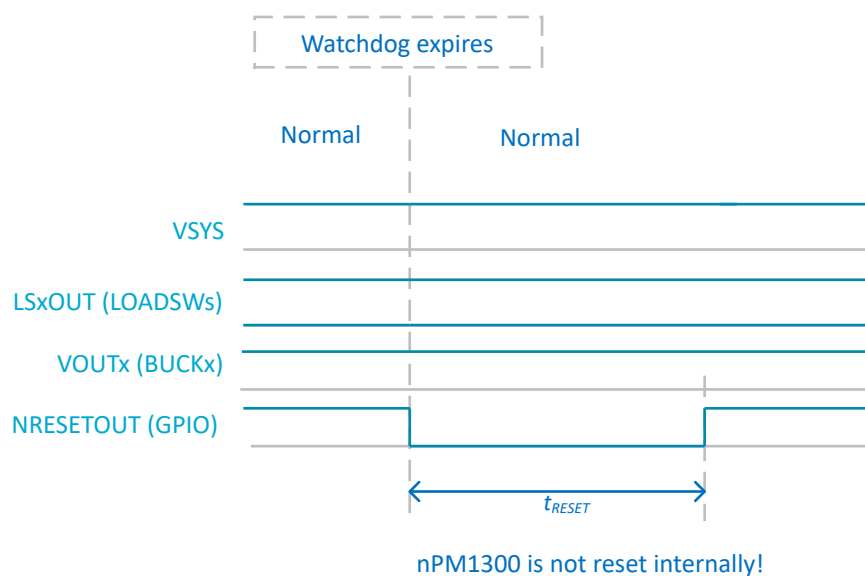 Watchdog expires
Normal
Normal
VSYS
LSxOUT (LOADSWs)
VOUTx (BUCKx)
NRESETOUT (GPIO)
tRESET
nPM1300 is not reset internally!